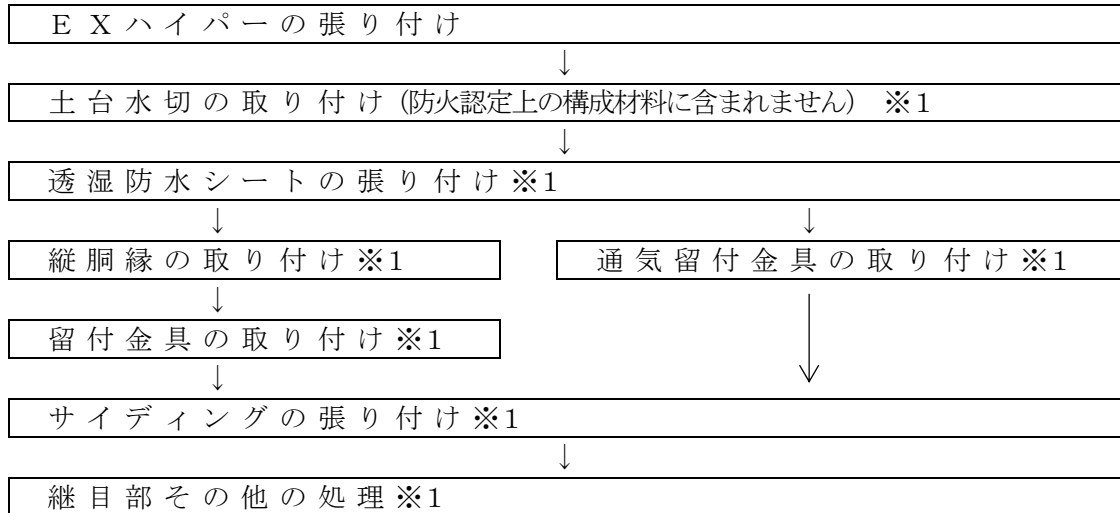 ＥＸハイパーの張り付け
↓
土台水切の取り付け(防火認定上の構成材料に含まれません) ※１
↓
透湿防水シートの張り付け※１
↓ ↓
縦胴縁の取り付け※１ 通気留付金具の取り付け※１
↓
留付金具の取り付け※１
↓
サイディングの張り付け※１
↓
継目部その他の処理※１